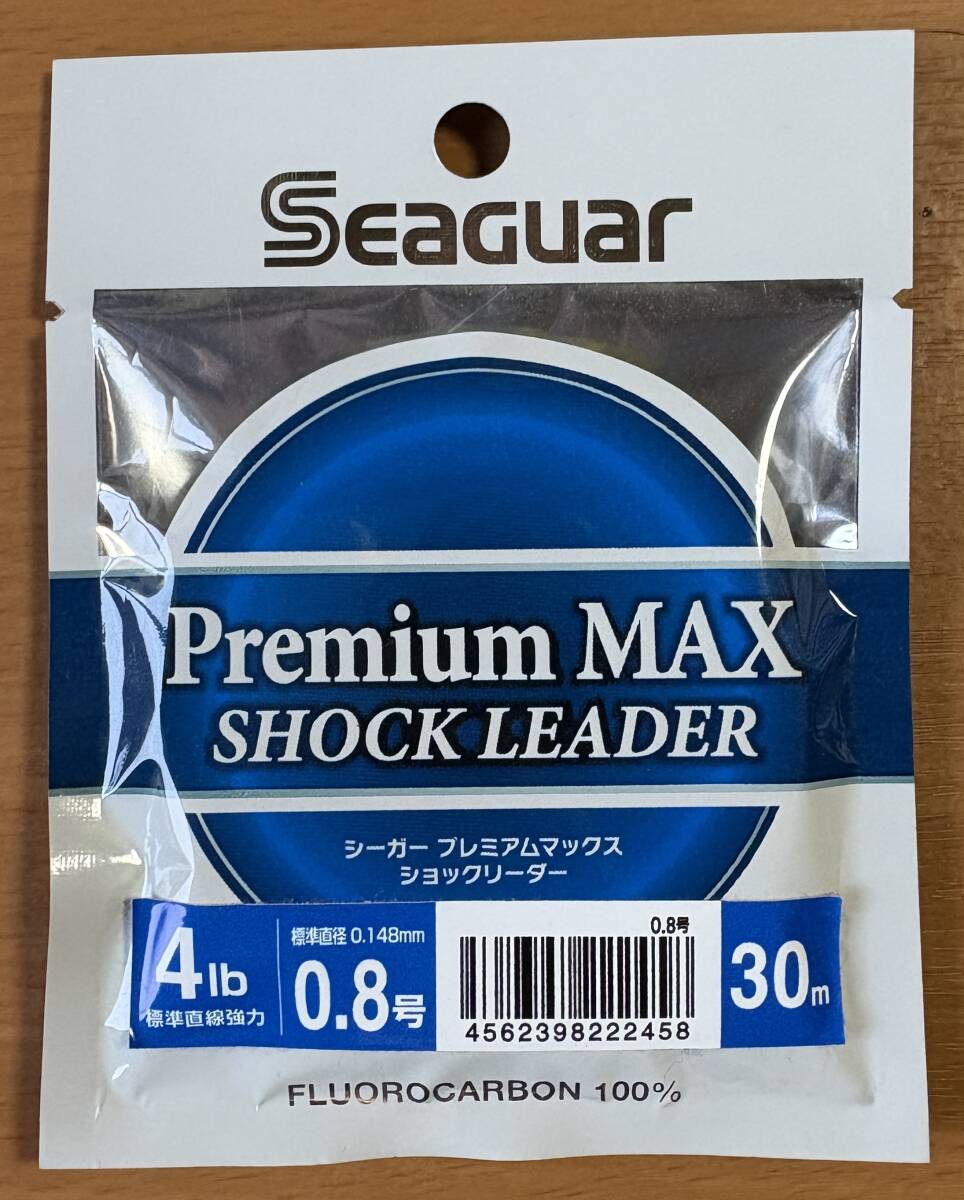 Seaguar
Premium MAX
SHOCK LEADER
シーガー プレミアムマックス
ショックリーダー
4lb
標準直線強力
標準直径 0.148mm
0.8号
0.8号
4562398222458
30m
FLUOROCARBON 100%